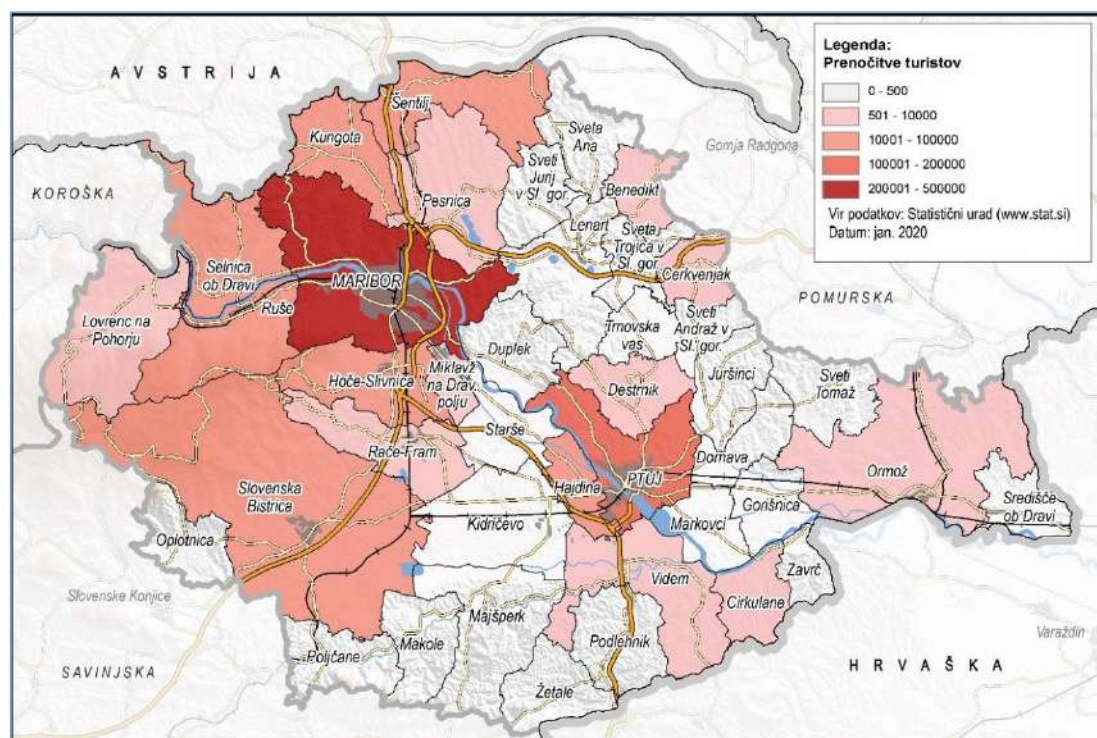 Legenda:
Prenočitve turistov
0 - 500
501 - 10000
10001 - 100000
100001 - 200000
200001 - 500000
Vir podatkov: Statistični urad (www.stat.si)
Datum: jan. 2020
AVSTRIJA
Šentilj
Kungota
Sveta
Ana
Gornja Radgona
Sveti
Jurij
v Sl. gor.
KOROŠKA
Benedikt
Pesnica
Lenart
Sveta
Trojica v
Sl. gor.
Selnica
ob Dravi
MARIBOR
Cerkvenjak
POMURSKA
Ruše
Lovrenc na
Pohorju
Sveti
Andraž v
Sl. gor.
Trnovska
vas
Duplek
Miklavž
na Drav.
polju
Hoče-Slivnica
Destrnik
Juršinci
Sveti
Tomaž
Starše
Rače-Fram
Dornava
Ormož
PTUJ
Hajdina
Slovenska
Bistrica
Gorišnica
Središče
ob Dravi
Kidričevo
Markovci
Oplotnica
Zavrč
Videm
Cirkulane
Slovenske Konjice
Majšperk
Makole
Podlehnik
Varaždin
Poljčane
SAVINJSKA
HRVAŠKA
Žetale